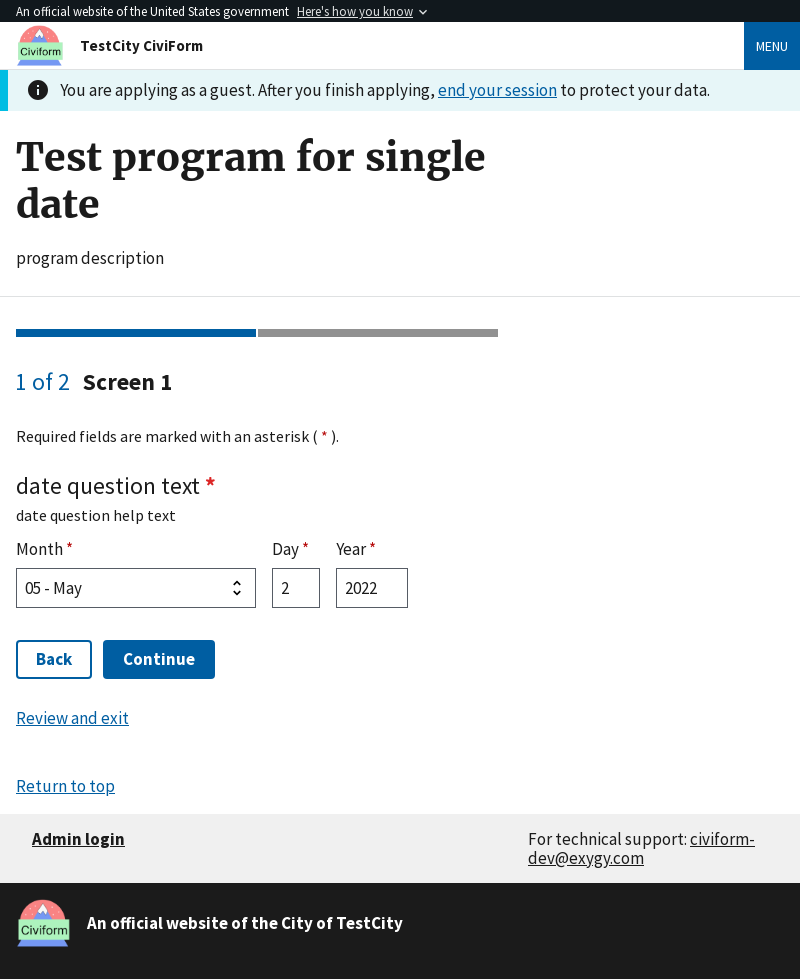 An official website of the United States government Here's how you know
Civiform
TestCity CiviForm
MENU
You are applying as a guest. After you finish applying, end your session to protect your data.
Test program for single
date
program description
1 of 2 Screen 1
Required fields are marked with an asterisk ( * ).
date question text *
date question help text
Month * Day * Year *
05 - May 2 2022
Back Continue
Review and exit
Return to top
Admin login
For technical support: civiform-
dev@exygy.com
Civiform
An official website of the City of TestCity